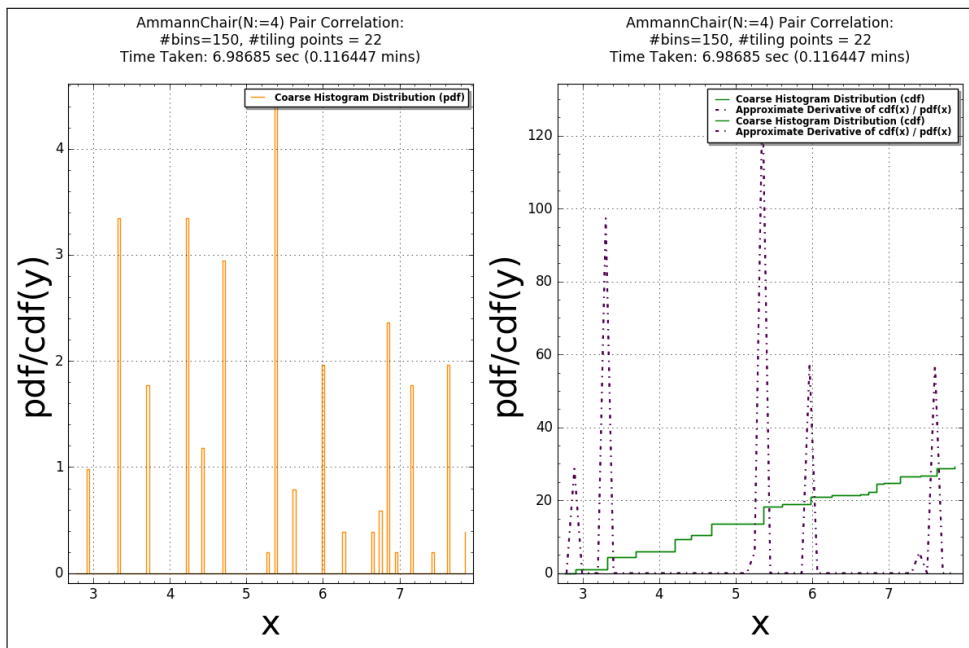 AmmannChair(N:=4) Pair Correlation:
#bins=150, #tiling points = 22
Time Taken: 6.98685 sec (0.116447 mins)
Coarse Histogram Distribution (pdf)
4
3
2
1
0
pdf/cdf(y)
3 4 5 6 7
x
AmmannChair(N:=4) Pair Correlation:
#bins=150, #tiling points = 22
Time Taken: 6.98685 sec (0.116447 mins)
Coarse Histogram Distribution (cdf)
Approximate Derivative of cdf(x) / pdf(x)
Coarse Histogram Distribution (cdf)
Approximate Derivative of cdf(x) / pdf(x)
120
100
80
60
40
20
0
pdf/cdf(y)
3 4 5 6 7
x